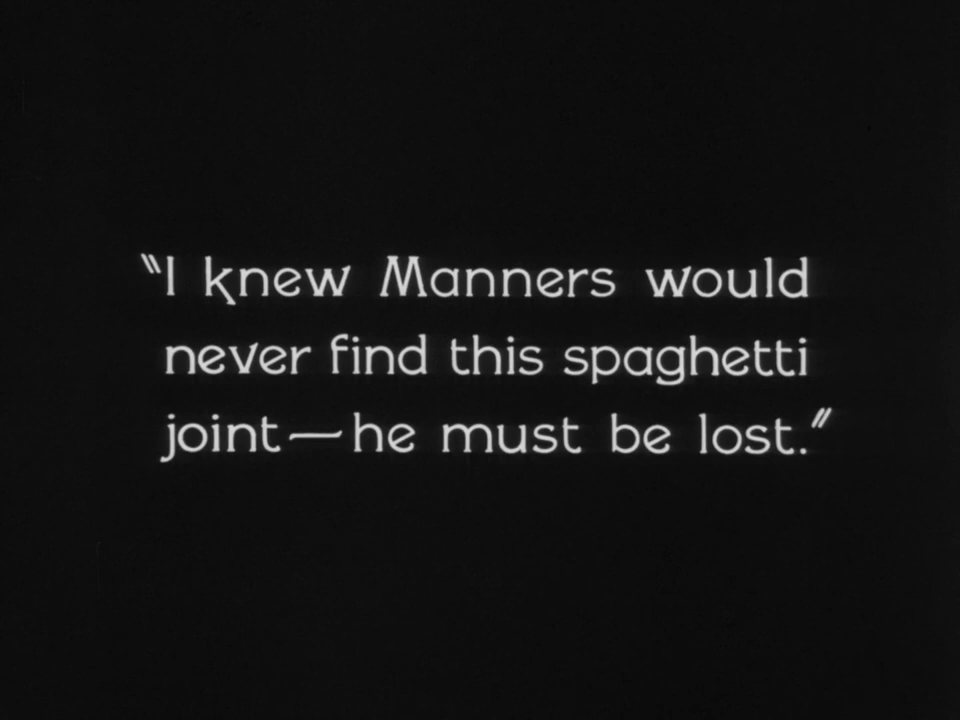 "I knew Manners would
never find this spaghetti
joint—he must be lost."